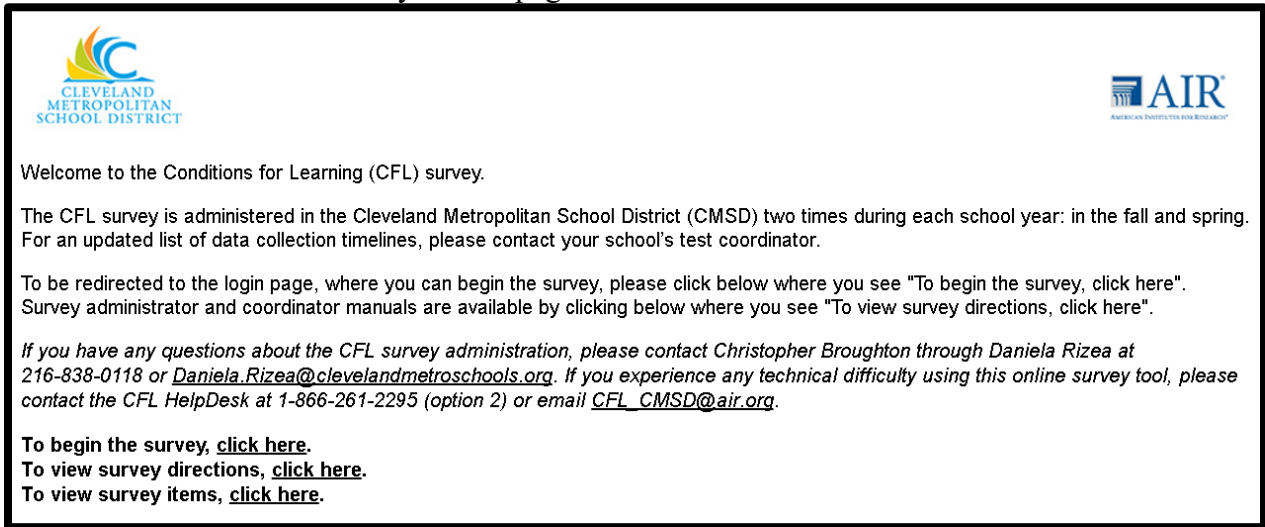 CLEVELAND
METROPOLITAN
SCHOOL DISTRICT
AIR
AMERICAN INSTITUTES FOR RESEARCH
Welcome to the Conditions for Learning (CFL) survey.
The CFL survey is administered in the Cleveland Metropolitan School District (CMSD) two times during each school year: in the fall and spring.
For an updated list of data collection timelines, please contact your school's test coordinator.
To be redirected to the login page, where you can begin the survey, please click below where you see "To begin the survey, click here".
Survey administrator and coordinator manuals are available by clicking below where you see "To view survey directions, click here".
If you have any questions about the CFL survey administration, please contact Christopher Broughton through Daniela Rizea at
216-838-0118 or Daniela.Rizea@clevelandmetroschools.org. If you experience any technical difficulty using this online survey tool, please
contact the CFL HelpDesk at 1-866-261-2295 (option 2) or email CFL_CMSD@air.org.
To begin the survey, click here.
To view survey directions, click here.
To view survey items, click here.